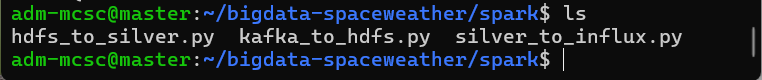 adm-mcsc@master:~/bigdata-spaceweather/spark$ ls
hdfs_to_silver.py  kafka_to_hdfs.py  silver_to_influx.py
adm-mcsc@master:~/bigdata-spaceweather/spark$